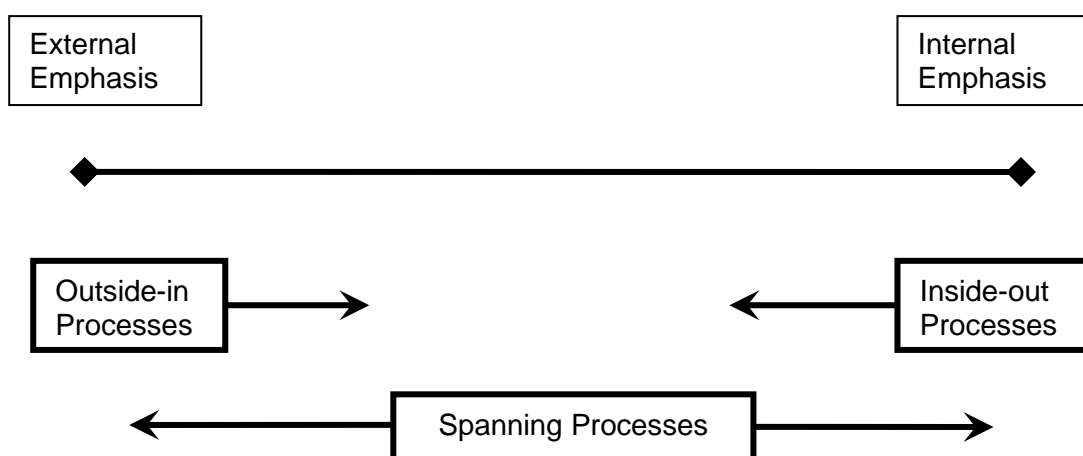 External
Emphasis
Internal
Emphasis
Outside-in
Processes
Inside-out
Processes
Spanning Processes